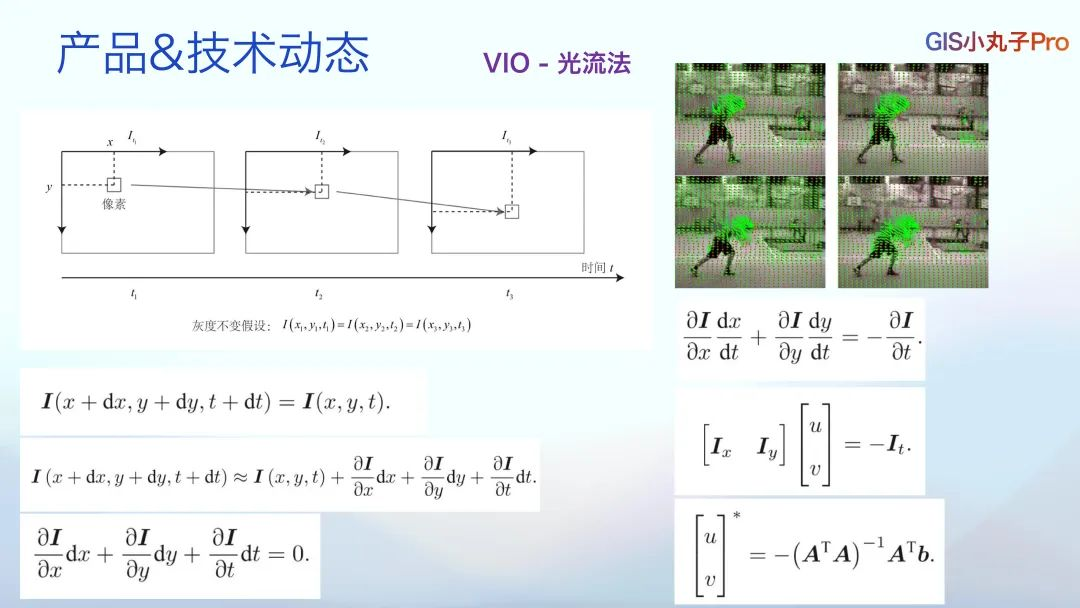 产品&技术动态
VIO - 光流法
GIS小丸子Pro
x I_{t_1} I_{t_2} I_{t_3}
y
像素
时间 t
t_1 t_2 t_3
灰度不变假设: I(x_1,y_1,t_1)=I(x_2,y_2,t_2)=I(x_3,y_3,t_3)
I(x + dx, y + dy, t + dt) = I(x, y, t).
I (x + dx, y + dy, t + dt) ≈ I (x, y, t) + ∂I/∂x dx + ∂I/∂y dy + ∂I/∂t dt.
∂I/∂x dx + ∂I/∂y dy + ∂I/∂t dt = 0.
∂I/∂x dx/dt + ∂I/∂y dy/dt = −∂I/∂t.
[I_x I_y] [u v] = −I_t.
[u v]^* = −(A^T A)^{−1} A^T b.